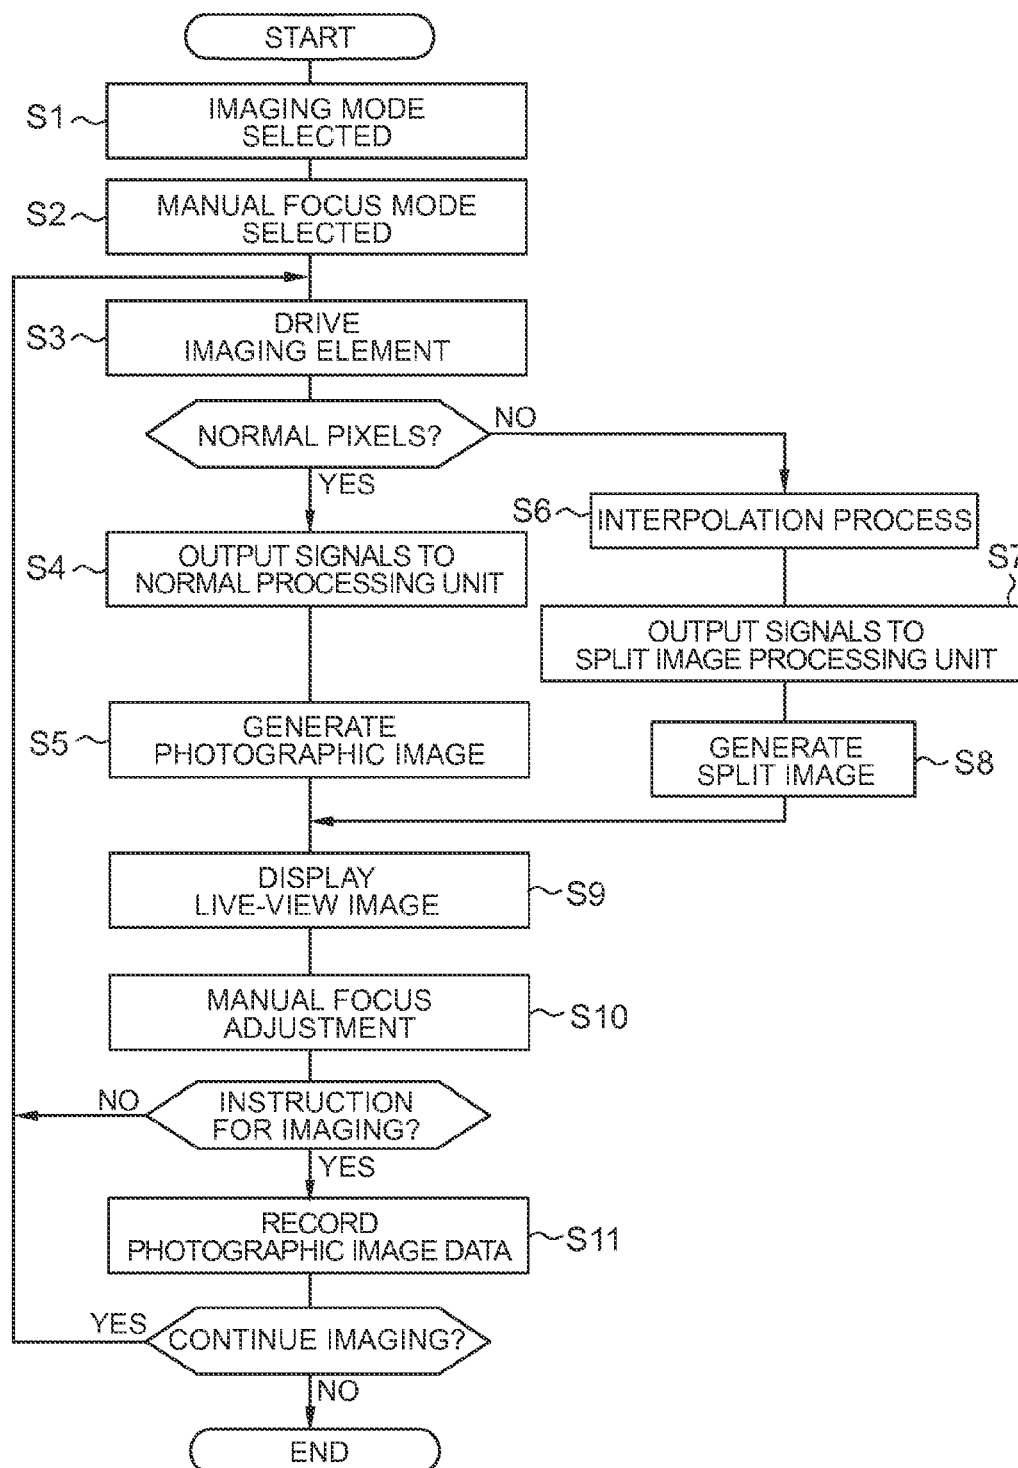 START
S1
IMAGING MODE
SELECTED
S2
MANUAL FOCUS MODE
SELECTED
S3
DRIVE
IMAGING ELEMENT
NORMAL PIXELS?
NO
YES
S6
INTERPOLATION PROCESS
S4
OUTPUT SIGNALS TO
NORMAL PROCESSING UNIT
S7
OUTPUT SIGNALS TO
SPLIT IMAGE PROCESSING UNIT
S5
GENERATE
PHOTOGRAPHIC IMAGE
GENERATE
SPLIT IMAGE
S8
DISPLAY
LIVE-VIEW IMAGE
S9
MANUAL FOCUS
ADJUSTMENT
S10
NO
INSTRUCTION
FOR IMAGING?
YES
RECORD
PHOTOGRAPHIC IMAGE DATA
S11
YES
CONTINUE IMAGING?
NO
END